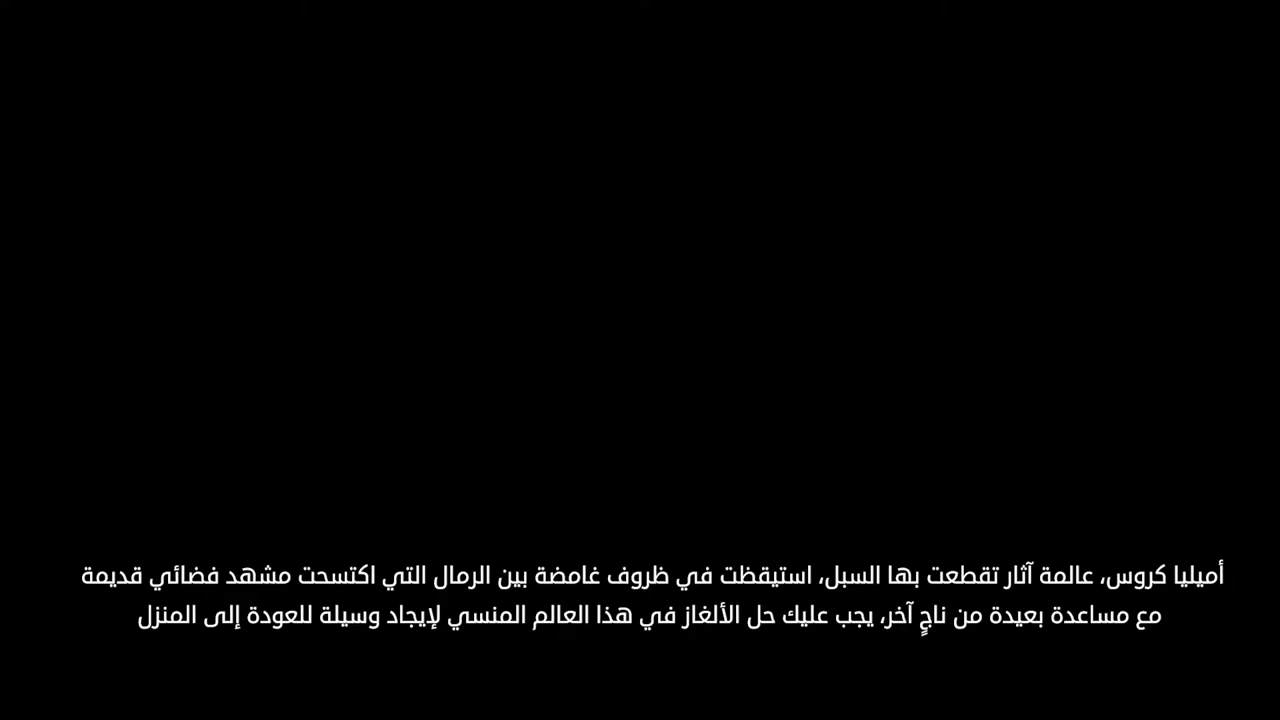 أميليا كروس، عالمة آثار تقطعت بها السبل، استيقظت في ظروف غامضة بين الرمال التي اكتسحت مشهد فضائي قديمة
مع مساعدة بعيدة من ناجٍ آخر، يجب عليك حل الألغاز في هذا العالم المنسي لإيجاد وسيلة للعودة إلى المنزل